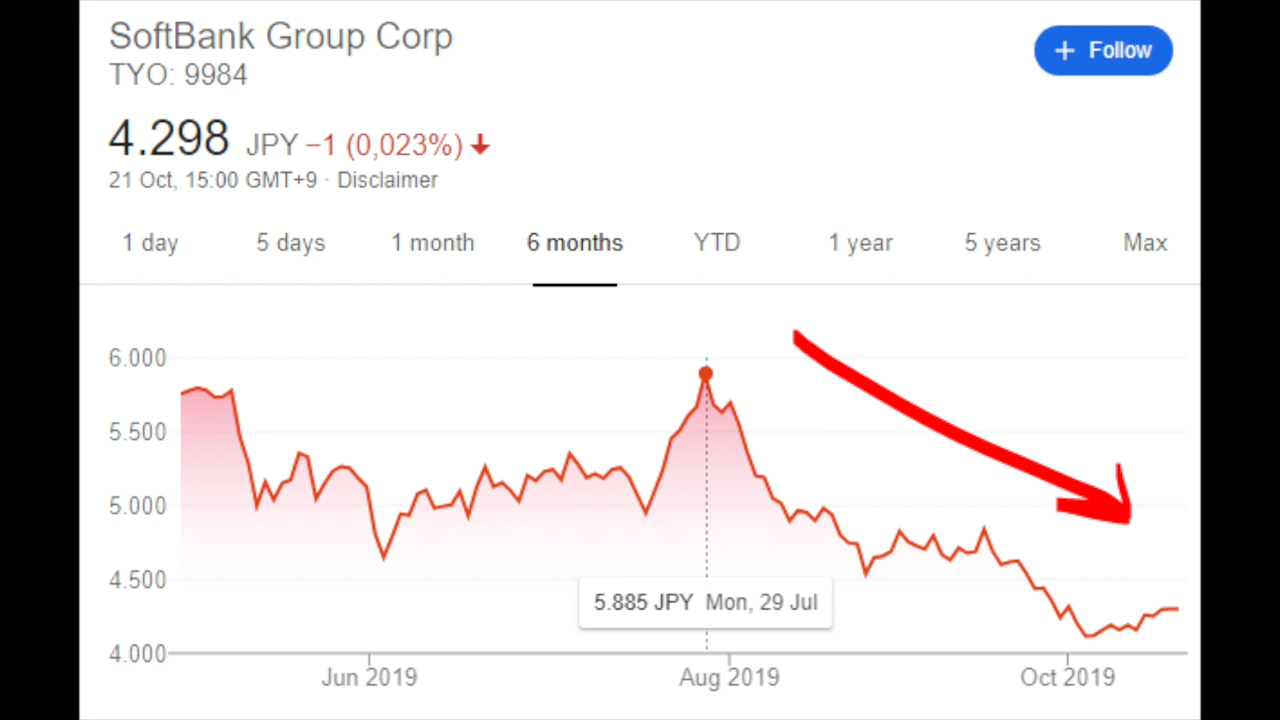 SoftBank Group Corp
+ Follow
TYO: 9984
4.298 JPY −1 (0,023%)
21 Oct, 15:00 GMT+9 · Disclaimer
1 day 5 days 1 month 6 months YTD 1 year 5 years Max
6.000
5.500
5.000
4.500
5.885 JPY Mon, 29 Jul
4.000
Jun 2019 Aug 2019 Oct 2019